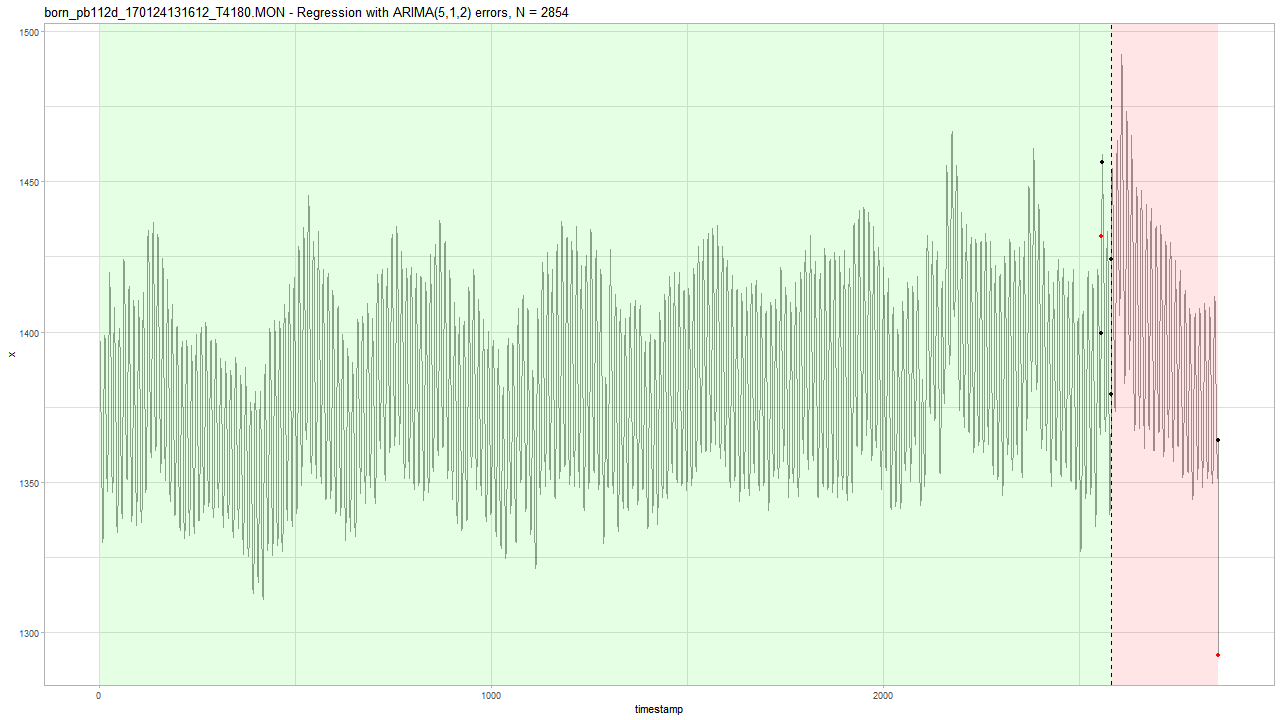 born_pb112d_170124131612_T4180.MON - Regression with ARIMA(5,1,2) errors, N = 2854
1500
1450
1400
x
1350
1300
0 1000 2000
timestamp